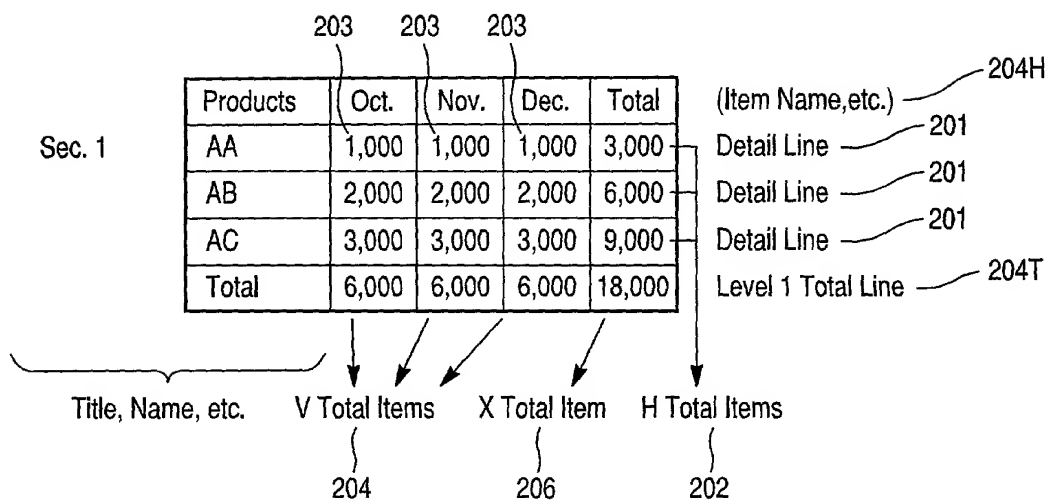 203 203 203
204H
Products Oct. Nov. Dec. Total (Item Name,etc.)
201
Sec. 1 AA 1,000 1,000 1,000 3,000 Detail Line
201
AB 2,000 2,000 2,000 6,000 Detail Line
201
AC 3,000 3,000 3,000 9,000 Detail Line
204T
Total 6,000 6,000 6,000 18,000 Level 1 Total Line
Title, Name, etc. V Total Items X Total Item H Total Items
204 206 202